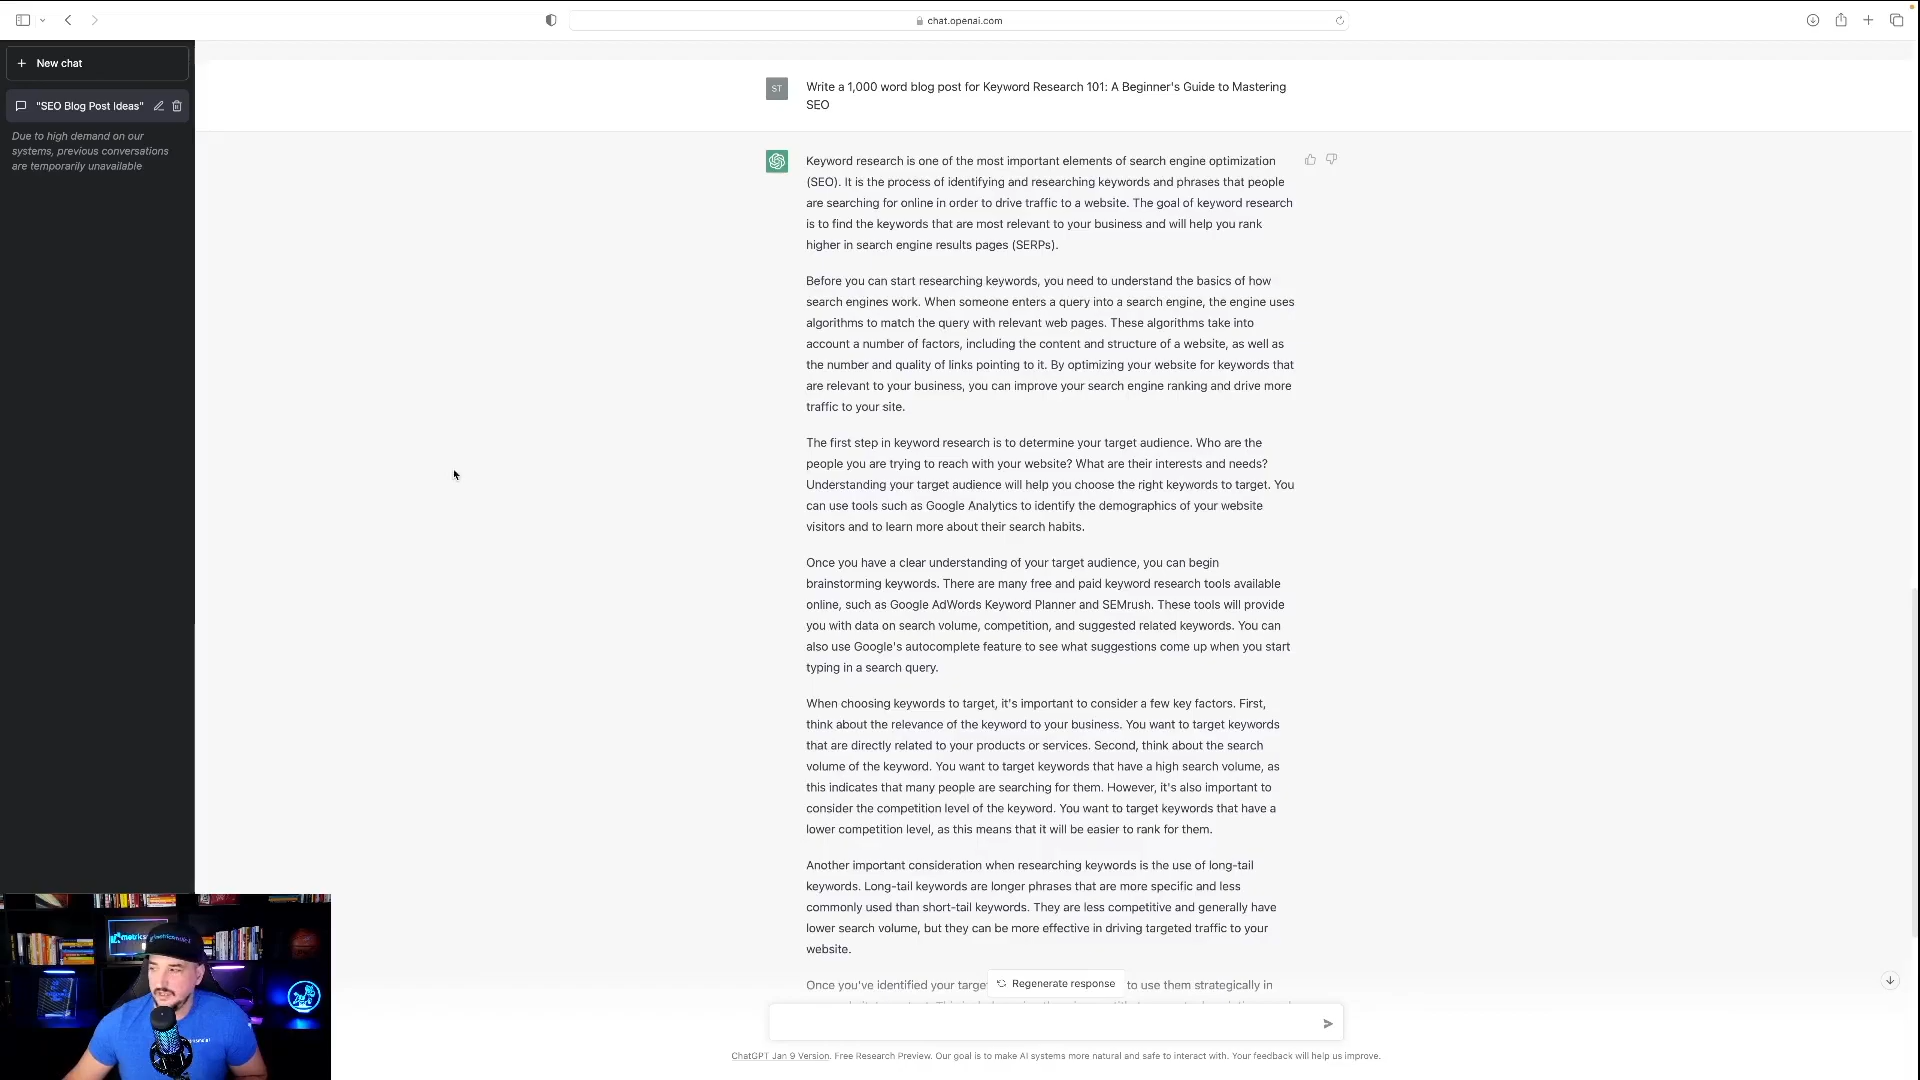 chat.openai.com
+ New chat
"SEO Blog Post Ideas"
Due to high demand on our
systems, previous conversations
are temporarily unavailable
ST
Write a 1,000 word blog post for Keyword Research 101: A Beginner's Guide to Mastering
SEO
Keyword research is one of the most important elements of search engine optimization
(SEO). It is the process of identifying and researching keywords and phrases that people
are searching for online in order to drive traffic to a website. The goal of keyword research
is to find the keywords that are most relevant to your business and will help you rank
higher in search engine results pages (SERPs).
Before you can start researching keywords, you need to understand the basics of how
search engines work. When someone enters a query into a search engine, the engine uses
algorithms to match the query with relevant web pages. These algorithms take into
account a number of factors, including the content and structure of a website, as well as
the number and quality of links pointing to it. By optimizing your website for keywords that
are relevant to your business, you can improve your search engine ranking and drive more
traffic to your site.
The first step in keyword research is to determine your target audience. Who are the
people you are trying to reach with your website? What are their interests and needs?
Understanding your target audience will help you choose the right keywords to target. You
can use tools such as Google Analytics to identify the demographics of your website
visitors and to learn more about their search habits.
Once you have a clear understanding of your target audience, you can begin
brainstorming keywords. There are many free and paid keyword research tools available
online, such as Google AdWords Keyword Planner and SEMrush. These tools will provide
you with data on search volume, competition, and suggested related keywords. You can
also use Google's autocomplete feature to see what suggestions come up when you start
typing in a search query.
When choosing keywords to target, it's important to consider a few key factors. First,
think about the relevance of the keyword to your business. You want to target keywords
that are directly related to your products or services. Second, think about the search
volume of the keyword. You want to target keywords that have a high search volume, as
this indicates that many people are searching for them. However, it's also important to
consider the competition level of the keyword. You want to target keywords that have a
lower competition level, as this means that it will be easier to rank for them.
Another important consideration when researching keywords is the use of long-tail
keywords. Long-tail keywords are longer phrases that are more specific and less
commonly used than short-tail keywords. They are less competitive and generally have
lower search volume, but they can be more effective in driving targeted traffic to your
website.
Once you've identified your targe to use them strategically in
Regenerate response
ChatGPT Jan 9 Version. Free Research Preview. Our goal is to make AI systems more natural and safe to interact with. Your feedback will help us improve.